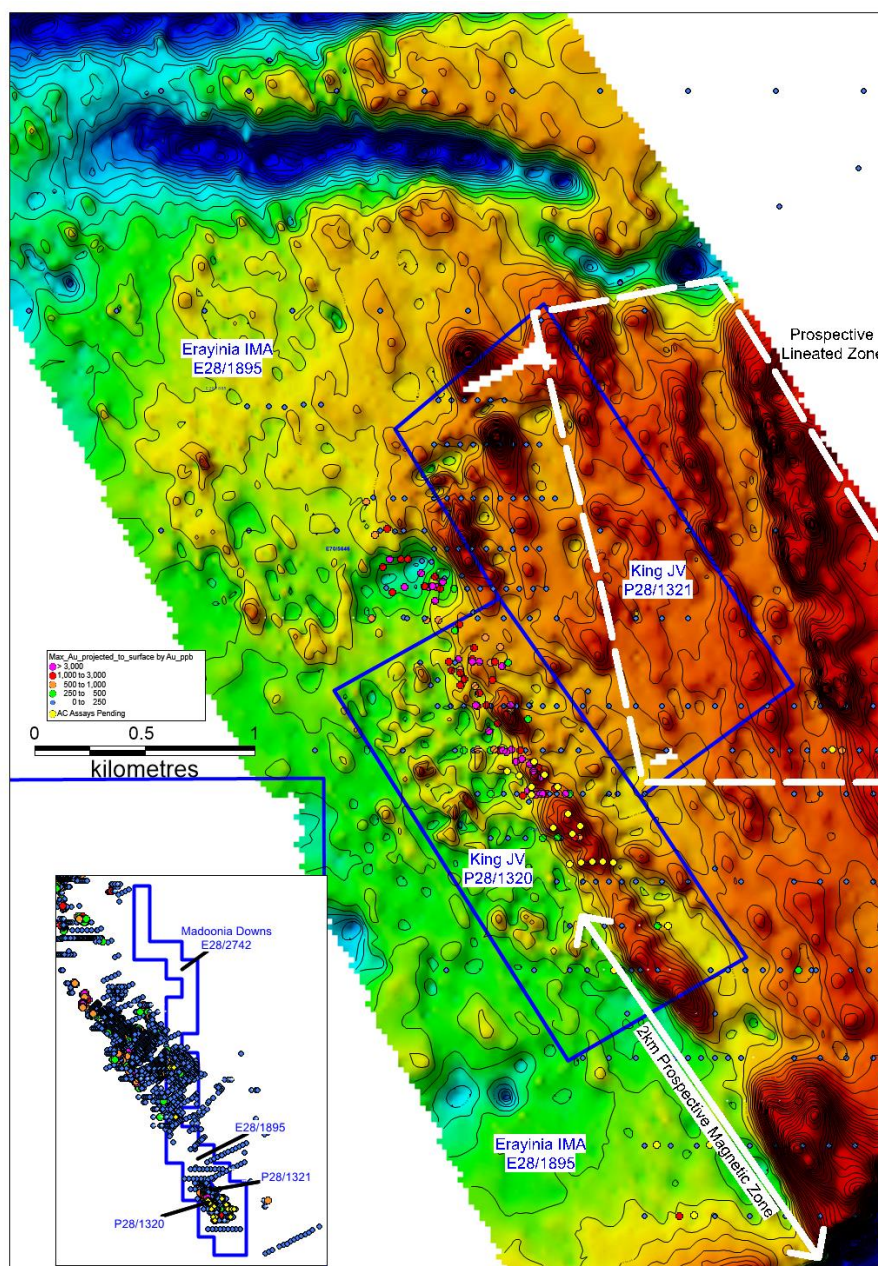 Prospective
Lineated Zone
Erayinia IMA
E28/1895
King JV
P28/1321
Max_Au_projected_to_surface by Au_ppb
> 3,000
1,000 to 3,000
500 to 1,000
250 to 500
0 to 250
AC Assays Pending
0 0.5 1
kilometres
King JV
P28/1320
Madoonia Downs
E28/2742
E28/1895
P28/1321
P28/1320
2km Prospective Magnetic Zone
Erayinia IMA
E28/1895